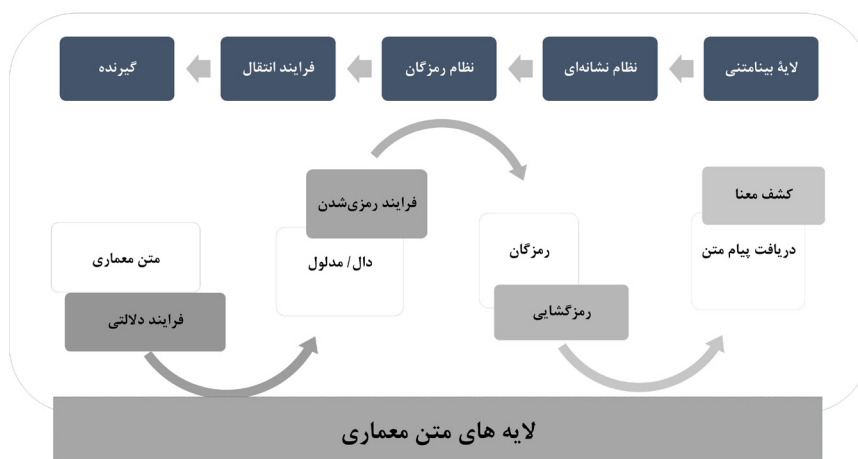 لایهٔ بینامتنی
نظام نشانه‌ای
نظام رمزگان
فرایند انتقال
گیرنده
کشف معنا
دریافت پیام متن
فرایند رمزی‌شدن
رمزگان
دال/ مدلول
متن معماری
رمزگشایی
فرایند دلالتی
لایه های متن معماری